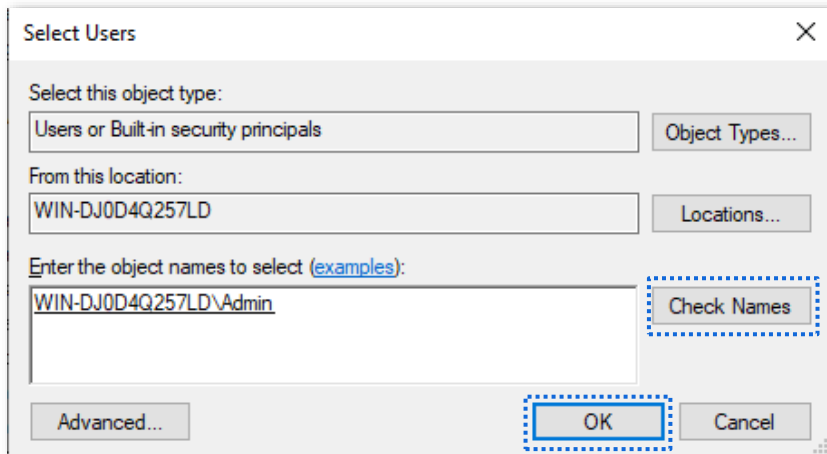 Select Users
Select this object type:
Users or Built-in security principals
Object Types...
From this location:
WIN-DJ0D4Q257LD
Locations...
Enter the object names to select (examples):
WIN-DJ0D4Q257LD\Admin
Check Names
Advanced...
OK
Cancel